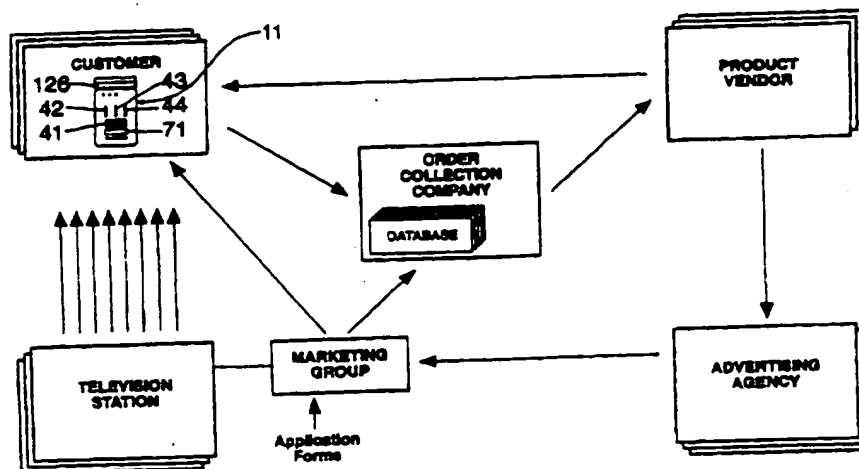 11
CUSTOMER
126
43
42
44
41
71
PRODUCT
VENDOR
ORDER
COLLECTION
COMPANY
DATABASE
MARKETING
GROUP
TELEVISION
STATION
ADVERTISING
AGENCY
Application
Forms